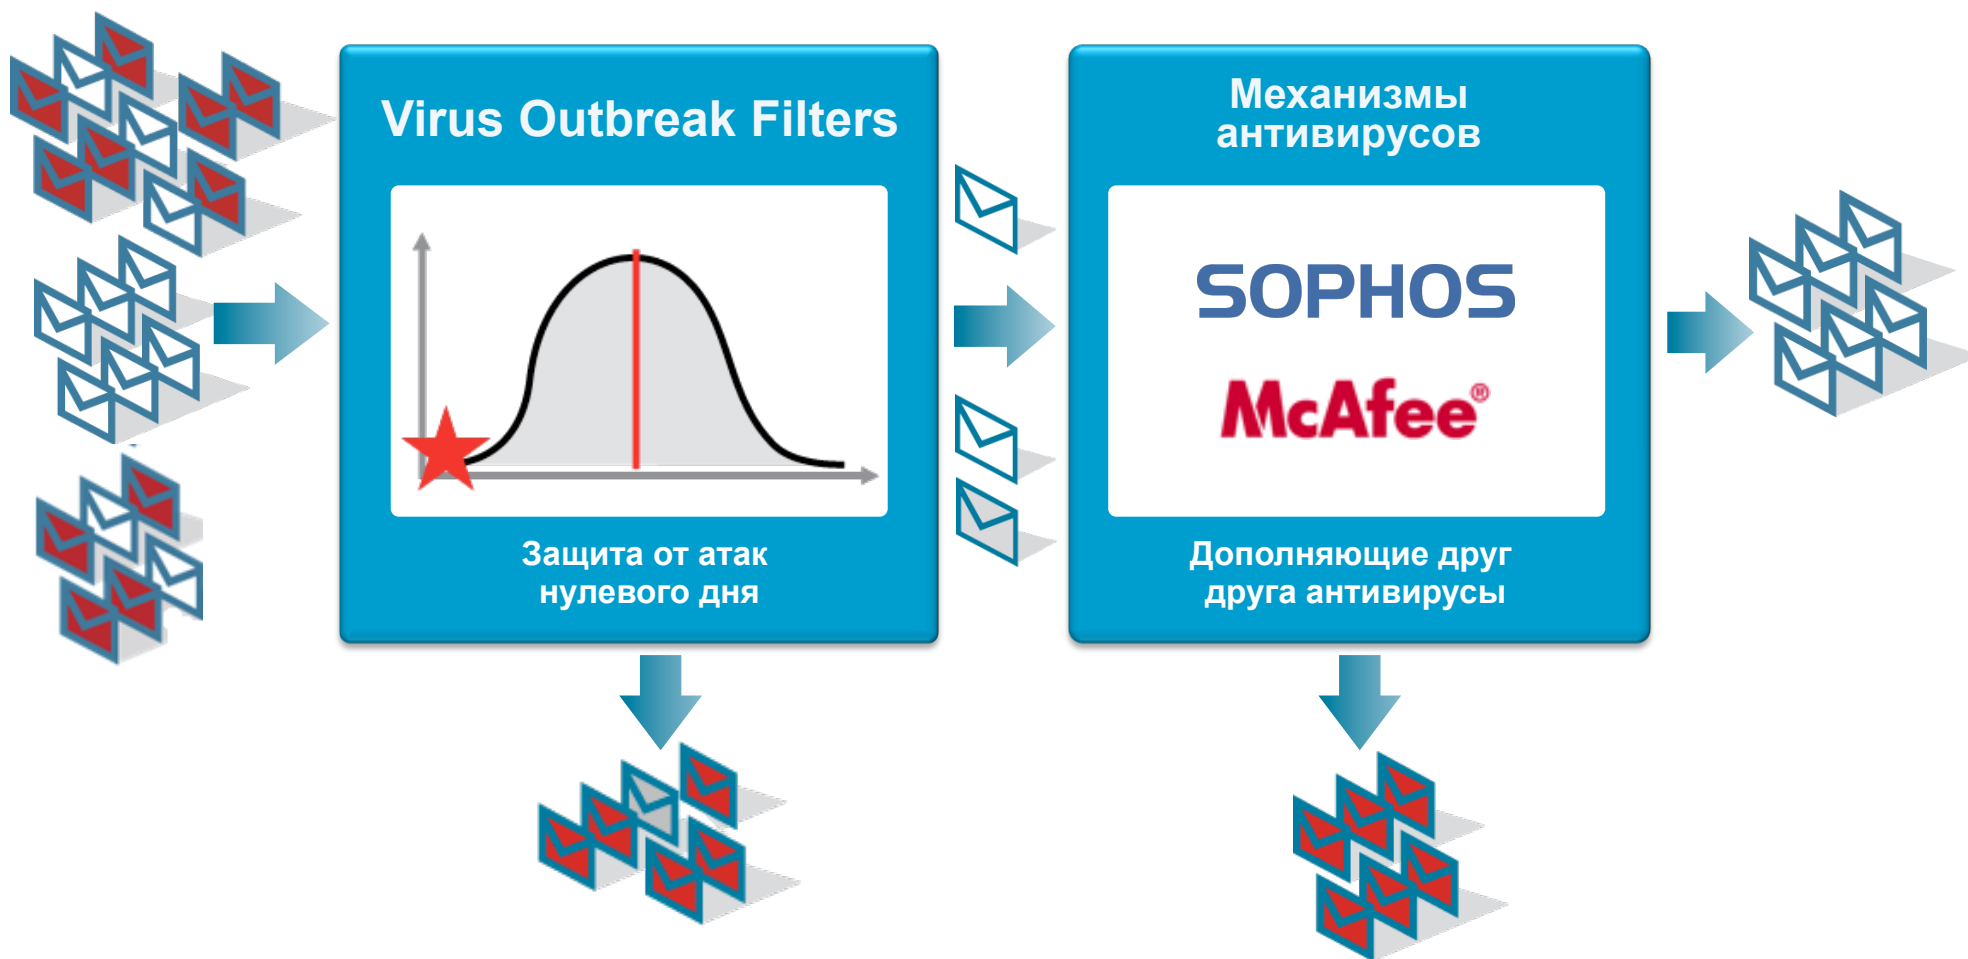 Virus Outbreak Filters
Защита от атак
нулевого дня
Механизмы
антивирусов
SOPHOS
McAfee®
Дополняющие друг
друга антивирусы